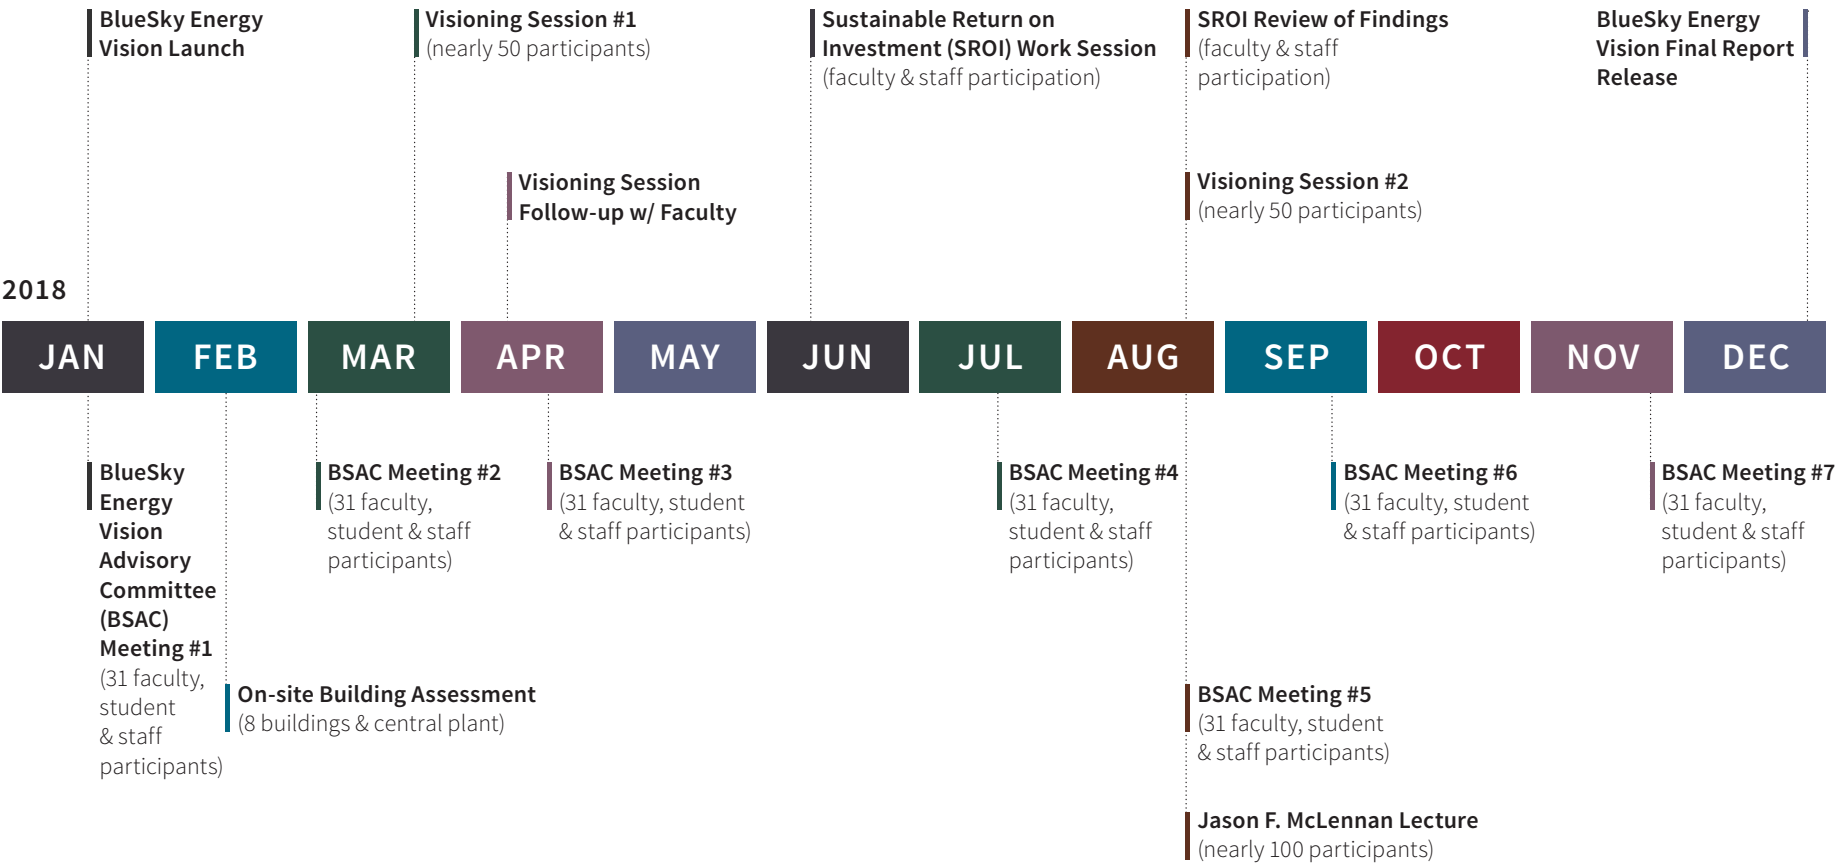 BlueSky Energy
Vision Launch
Visioning Session #1
(nearly 50 participants)
Sustainable Return on
Investment (SROI) Work Session
(faculty & staff participation)
SROI Review of Findings
(faculty & staff
participation)
BlueSky Energy
Vision Final Report
Release
Visioning Session
Follow-up w/ Faculty
Visioning Session #2
(nearly 50 participants)
2018
JAN
FEB
MAR
APR
MAY
JUN
JUL
AUG
SEP
OCT
NOV
DEC
BlueSky
Energy
Vision
Advisory
Committee
(BSAC)
Meeting #1
(31 faculty,
student
& staff
participants)
BSAC Meeting #2
(31 faculty,
student & staff
participants)
BSAC Meeting #3
(31 faculty, student
& staff participants)
BSAC Meeting #4
(31 faculty,
student & staff
participants)
BSAC Meeting #6
(31 faculty, student
& staff participants)
BSAC Meeting #7
(31 faculty,
student & staff
participants)
On-site Building Assessment
(8 buildings & central plant)
BSAC Meeting #5
(31 faculty, student
& staff participants)
Jason F. McLennan Lecture
(nearly 100 participants)